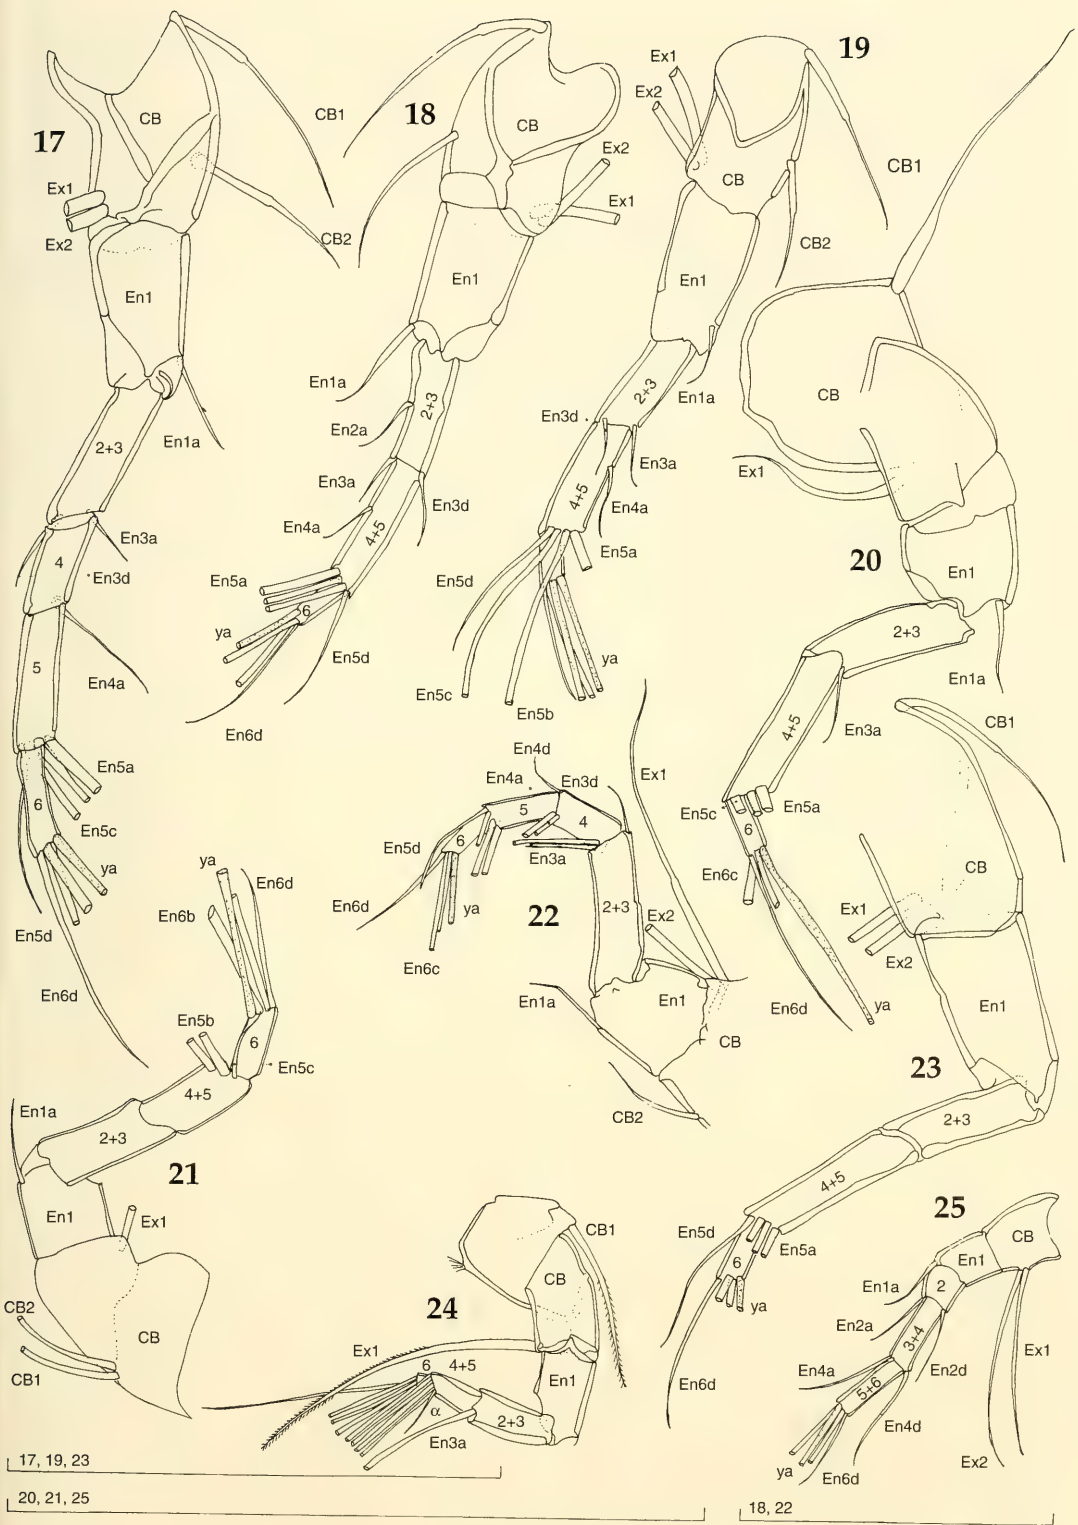 17
CB
CB1
Ex1
Ex2
CB2
En1
En1a
2+3
En3a
4
En3d
5
En4a
En5a
6
En5c
ya
En5d
En6d
18
CB
Ex2
Ex1
En1
En1a
2+3
En2a
En3a
En3d
En4a
4+5
En5a
6
ya
En5d
En6d
19
Ex1
Ex2
CB
CB1
CB2
En1
2+3
En1a
En3d
En3a
4+5
En4a
En5a
En5d
ya
En5c
En5b
20
CB
Ex1
En1
2+3
En1a
4+5
En3a
En5c
En5a
6
En6c
En6d
ya
21
ya
En6d
En6b
En5b
6
En5c
4+5
En1a
2+3
En1
Ex1
CB2
CB
CB1
22
En4d
En4a
En3d
Ex1
5
4
En5d
6
En3a
En6d
ya
2+3
Ex2
En6c
En1a
En1
CB
CB2
23
CB1
CB
Ex1
Ex2
En1
2+3
4+5
En5d
6
En5a
ya
En6d
24
CB1
CB
Ex1
6
4+5
En1
α
2+3
En3a
25
CB
En1
En1a
2
En2a
3+4
Ex1
En4a
En2d
5+6
En4d
ya
En6d
Ex2
17, 19, 23
20, 21, 25
18, 22